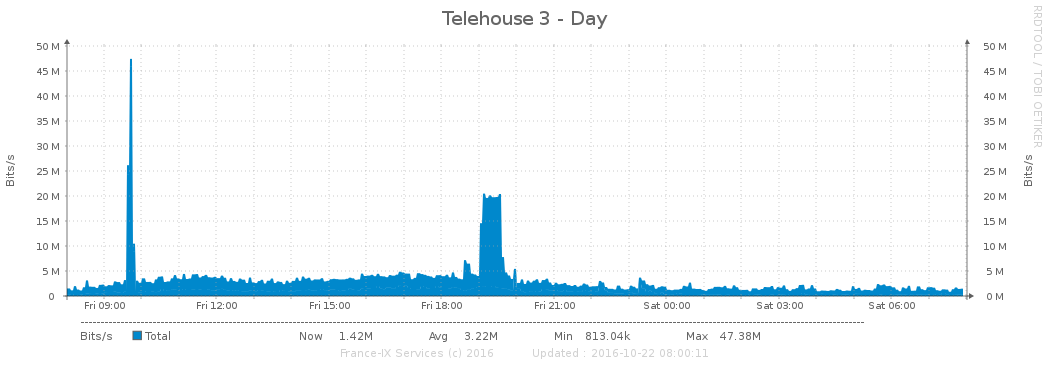 Telehouse 3 - Day
RRDTOOL / TOBI OETIKER
50 M 50 M
45 M 45 M
40 M 40 M
35 M 35 M
30 M 30 M
25 M 25 M
20 M 20 M
15 M 15 M
10 M 10 M
5 M 5 M
0 0 M
Bits/s Bits/s
Fri 09:00 Fri 12:00 Fri 15:00 Fri 18:00 Fri 21:00 Sat 00:00 Sat 03:00 Sat 06:00
Bits/s Total Now 1.42M Avg 3.22M Min 813.04k Max 47.38M
France-IX Services (c) 2016 Updated : 2016-10-22 08:00:11